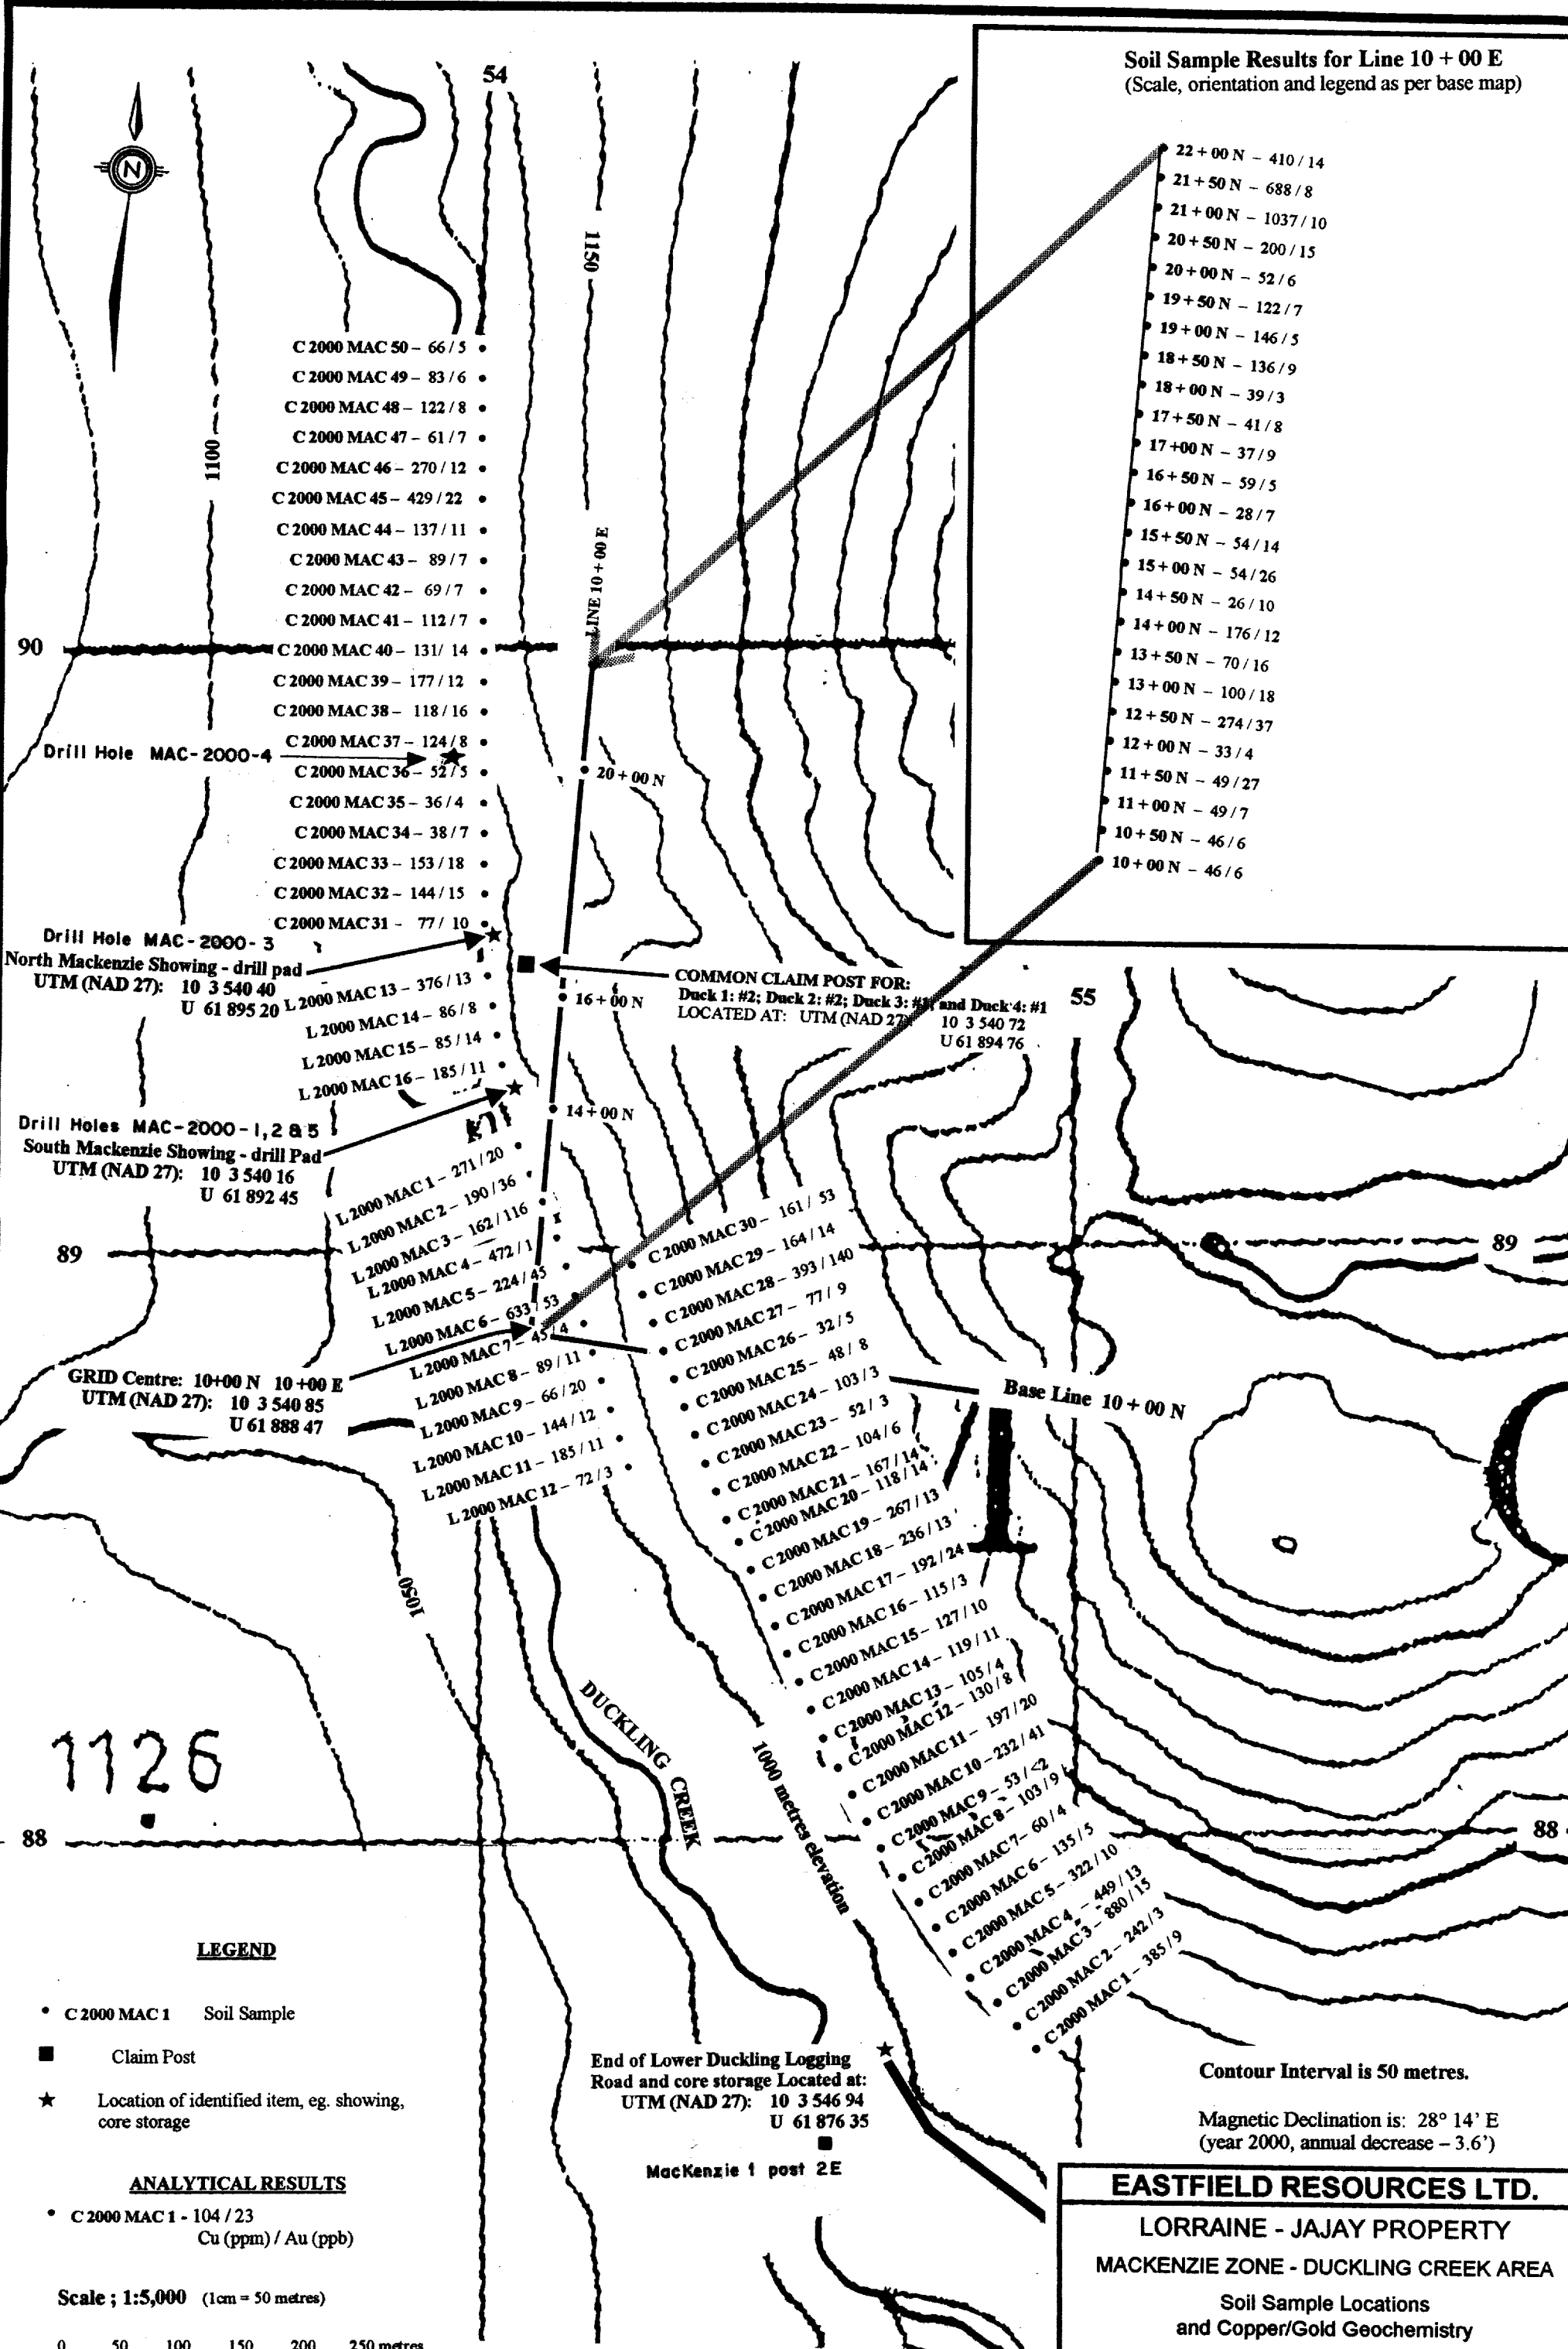 Soil Sample Results for Line 10 + 00 E
(Scale, orientation and legend as per base map)
22 + 00 N – 410 / 14
21 + 50 N – 688 / 8
21 + 00 N – 1037 / 10
20 + 50 N – 200 / 15
20 + 00 N – 52 / 6
19 + 50 N – 122 / 7
19 + 00 N – 146 / 5
18 + 50 N – 136 / 9
18 + 00 N – 39 / 3
17 + 50 N – 41 / 8
17 +00 N – 37 / 9
16 + 50 N – 59 / 5
16 + 00 N – 28 / 7
15 + 50 N – 54 / 14
15 + 00 N – 54 / 26
14 + 50 N – 26 / 10
14 + 00 N – 176 / 12
13 + 50 N – 70 / 16
13 + 00 N – 100 / 18
12 + 50 N – 274 / 37
12 + 00 N – 33 / 4
11 + 50 N – 49 / 27
11 + 00 N – 49 / 7
10 + 50 N – 46 / 6
10 + 00 N – 46 / 6
54
N
1150
1100
LINE 10 + 00 E
C 2000 MAC 50 – 66 / 5
C 2000 MAC 49 – 83 / 6
C 2000 MAC 48 – 122 / 8
C 2000 MAC 47 – 61 / 7
C 2000 MAC 46 – 270 / 12
C 2000 MAC 45 – 429 / 22
C 2000 MAC 44 – 137 / 11
C 2000 MAC 43 – 89 / 7
C 2000 MAC 42 – 69 / 7
C 2000 MAC 41 – 112 / 7
90
C 2000 MAC 40 – 131/ 14
C 2000 MAC 39 – 177 / 12
C 2000 MAC 38 – 118 / 16
C 2000 MAC 37 – 124 / 8
Drill Hole MAC-2000-4
C 2000 MAC 36 – 52 / 5
20 + 00 N
C 2000 MAC 35 – 36 / 4
C 2000 MAC 34 – 38 / 7
C 2000 MAC 33 – 153 / 18
C 2000 MAC 32 – 144 / 15
C 2000 MAC 31 - 77 / 10
Drill Hole MAC-2000-3
North Mackenzie Showing - drill pad
UTM (NAD 27): 10 3 540 40
U 61 895 20
L 2000 MAC 13 – 376 / 13
L 2000 MAC 14 – 86 / 8
L 2000 MAC 15 – 85 / 14
L 2000 MAC 16 – 185 / 11
16 + 00 N
COMMON CLAIM POST FOR:
Duck 1: #2; Duck 2: #2; Duck 3: #1; and Duck 4: #1
LOCATED AT: UTM (NAD 27) 10 3 540 72
U 61 894 76
55
14 + 00 N
Drill Holes MAC-2000-1,2 & 5
South Mackenzie Showing - drill Pad
UTM (NAD 27): 10 3 540 16
U 61 892 45
89
89
L 2000 MAC 1 – 271 / 20
L 2000 MAC 2 – 190 / 36
L 2000 MAC 3 – 162 / 116
L 2000 MAC 4 – 472 / 1
L 2000 MAC 5 – 224 / 45
L 2000 MAC 6 – 633 / 53
L 2000 MAC 7 – 45 / 4
L 2000 MAC 8 – 89 / 11
L 2000 MAC 9 – 66 / 20
L 2000 MAC 10 – 144 / 12
L 2000 MAC 11 – 185 / 11
L 2000 MAC 12 – 72 / 3
GRID Centre: 10+00 N 10 +00 E
UTM (NAD 27): 10 3 540 85
U 61 888 47
C 2000 MAC 30 – 161 / 53
C 2000 MAC 29 – 164 / 14
C 2000 MAC 28 – 393 / 140
C 2000 MAC 27 – 77 / 9
C 2000 MAC 26 – 32 / 5
C 2000 MAC 25 – 48 / 8
C 2000 MAC 24 – 103 / 3
C 2000 MAC 23 – 52 / 3
C 2000 MAC 22 – 104 / 6
C 2000 MAC 21 – 167 / 14
C 2000 MAC 20 – 118 / 14
C 2000 MAC 19 – 267 / 13
C 2000 MAC 18 – 236 / 13
C 2000 MAC 17 – 192 / 24
C 2000 MAC 16 – 115 / 3
C 2000 MAC 15 – 127 / 10
C 2000 MAC 14 – 119 / 11
C 2000 MAC 13 – 105 / 4
C 2000 MAC 12 – 130 / 8
C 2000 MAC 11 – 197 / 20
C 2000 MAC 10 – 232 / 41
C 2000 MAC 9 – 53 / <2
C 2000 MAC 8 – 103 / 9
C 2000 MAC 7 – 60 / 4
C 2000 MAC 6 – 135 / 5
C 2000 MAC 5 – 322 / 10
C 2000 MAC 4 – 449 / 13
C 2000 MAC 3 – 880 / 15
C 2000 MAC 2 – 242 / 3
C 2000 MAC 1 – 385 / 9
Base Line 10 + 00 N
1050
DUCKLING CREEK
1000 metres elevation
1126
88
88
LEGEND
C 2000 MAC 1 Soil Sample
Claim Post
Location of identified item, eg. showing,
core storage
ANALYTICAL RESULTS
C 2000 MAC 1 - 104 / 23
Cu (ppm) / Au (ppb)
Scale ; 1:5,000 (1cm = 50 metres)
0 50 100 150 200 250 metres
End of Lower Duckling Logging
Road and core storage Located at:
UTM (NAD 27): 10 3 546 94
U 61 876 35
MacKenzie 1 post 2E
Contour Interval is 50 metres.
Magnetic Declination is: 28° 14’ E
(year 2000, annual decrease – 3.6’)
EASTFIELD RESOURCES LTD.
LORRAINE - JAJAY PROPERTY
MACKENZIE ZONE - DUCKLING CREEK AREA
Soil Sample Locations
and Copper/Gold Geochemistry